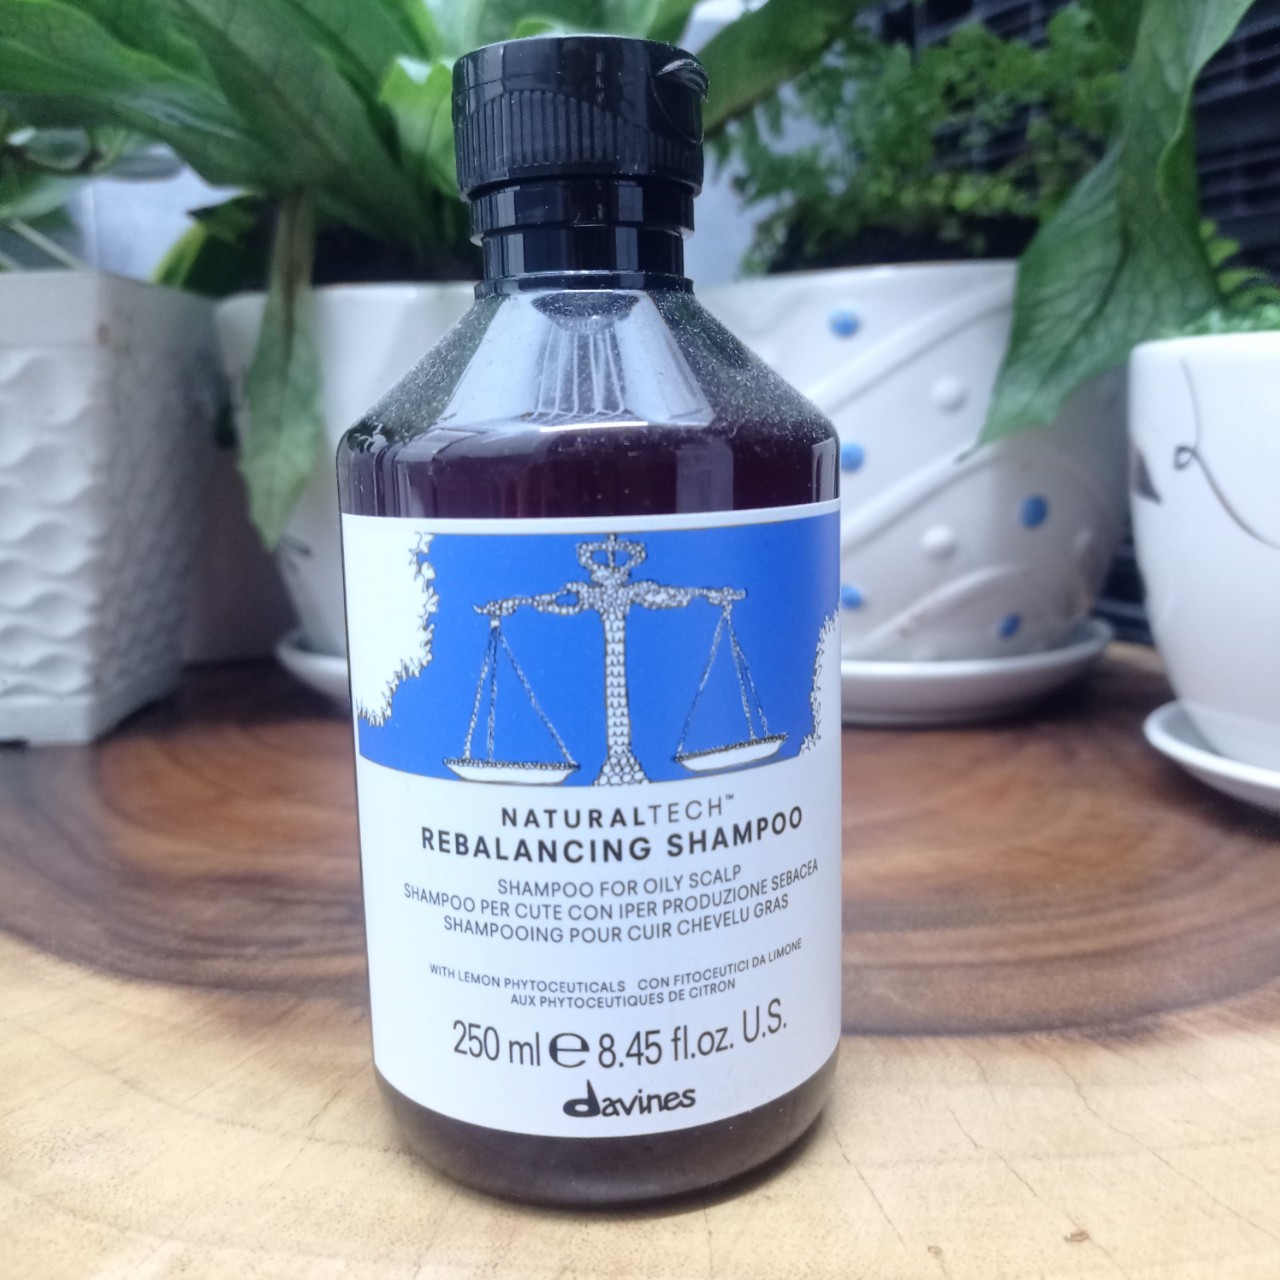 NATURALTECH™
REBALANCING SHAMPOO
SHAMPOO FOR OILY SCALP
SHAMPOO PER CUTE CON IPER PRODUZIONE SEBACEA
SHAMPOOING POUR CUIR CHEVELU GRAS
WITH LEMON PHYTOCEUTICALS CON FITOCEUTICI DA LIMONE
AUX PHYTOCEUTIQUES DE CITRON
250 ml ℮ 8.45 fl.oz. U.S.
davines